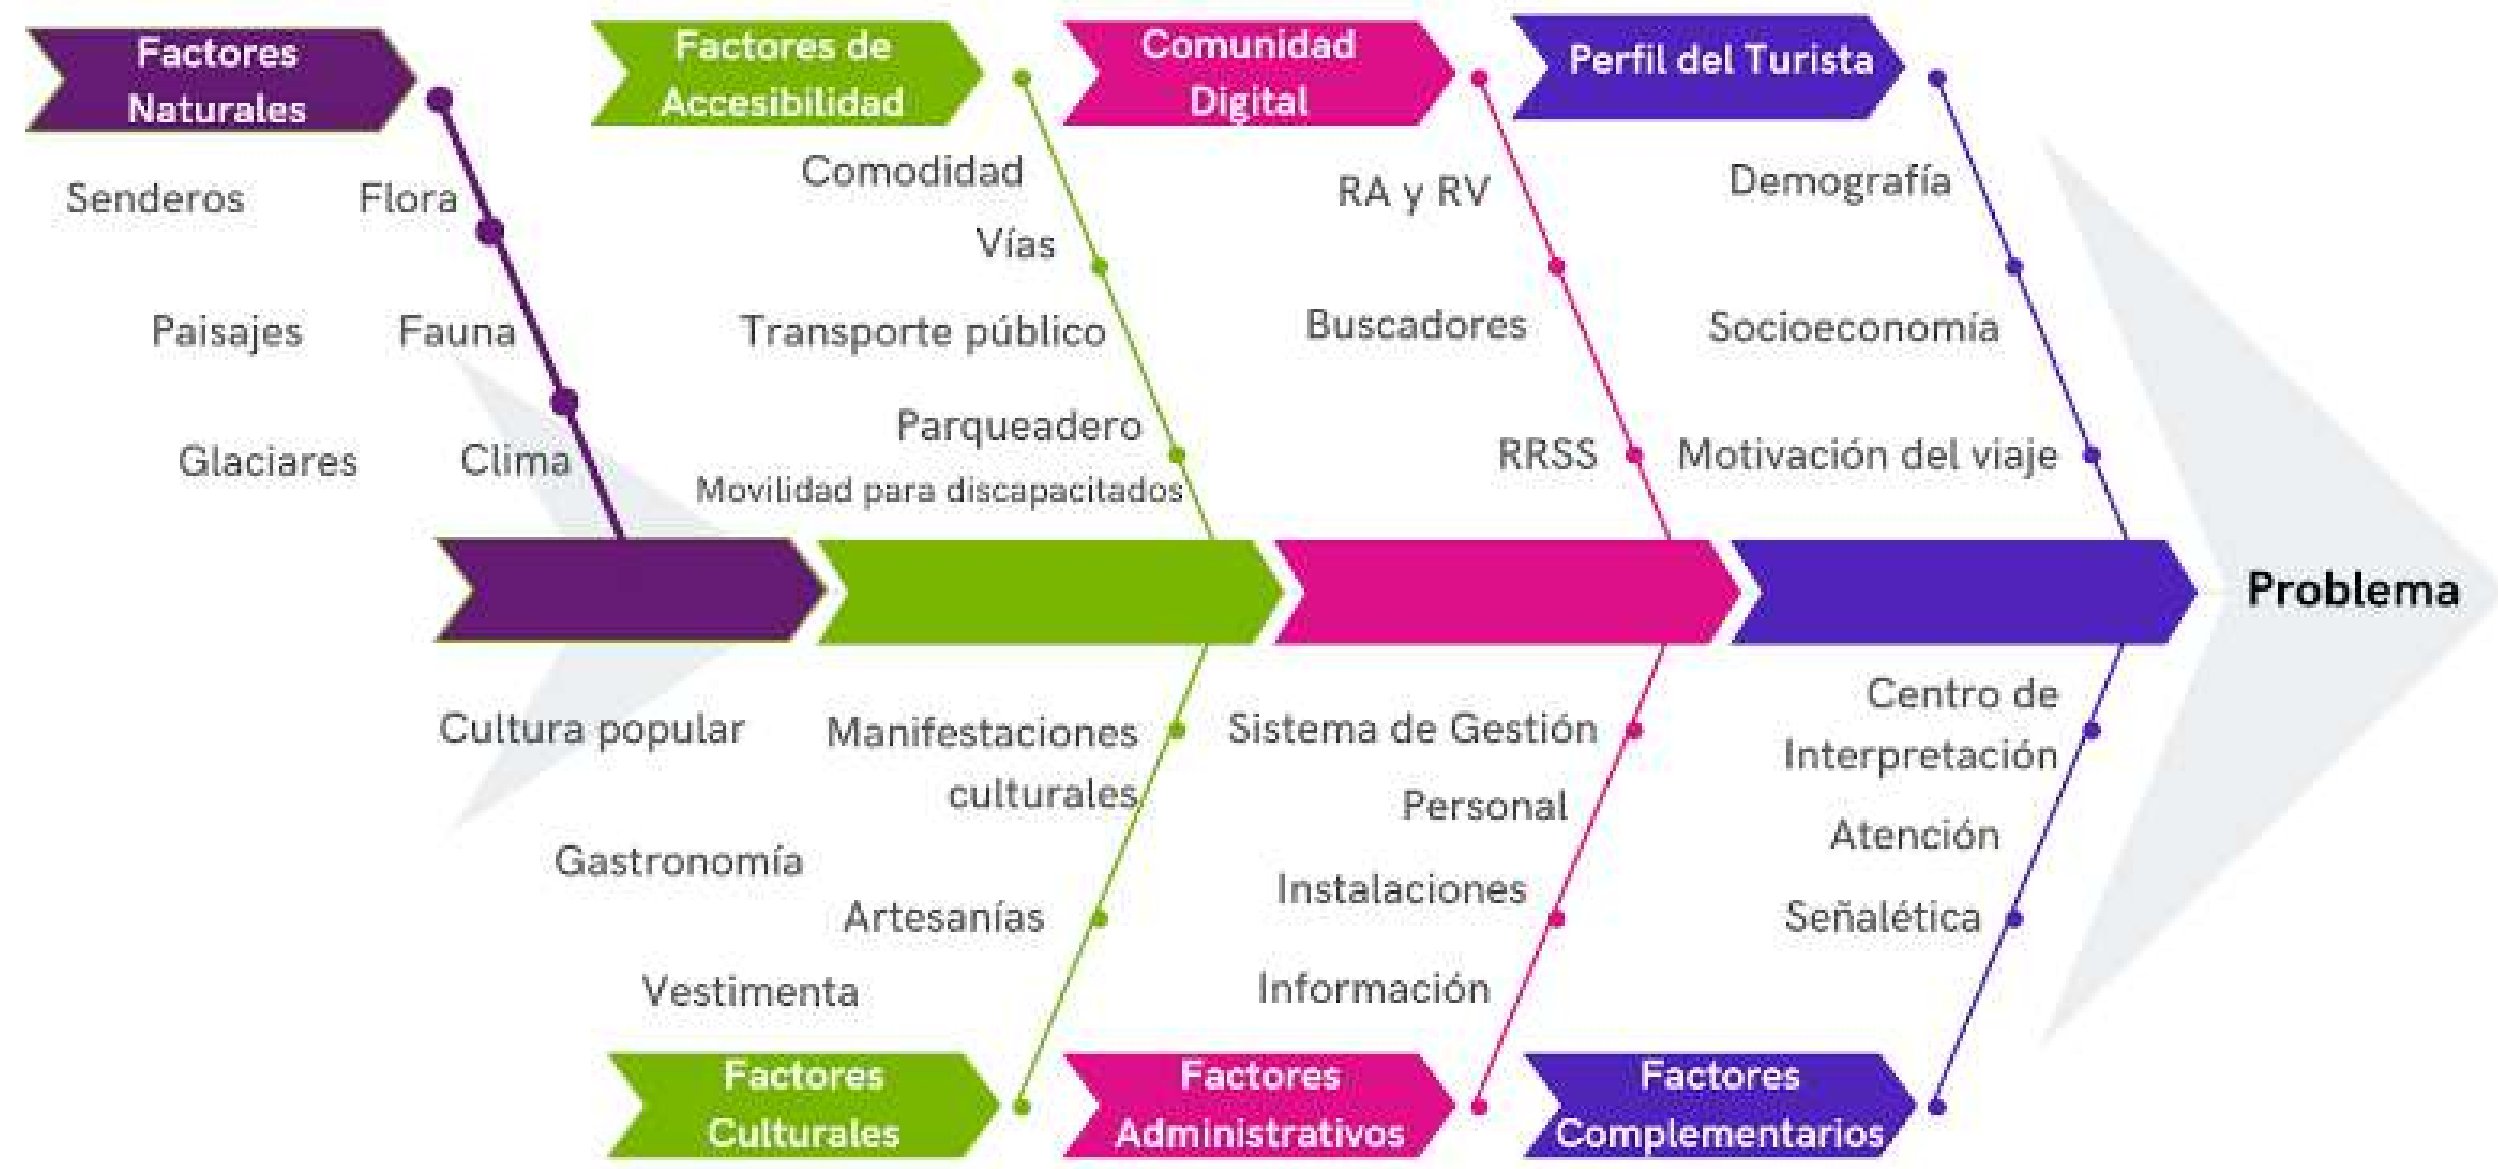 Factores
Naturales
Senderos
Flora
Paisajes
Fauna
Glaciares
Clima
Factores de
Accesibilidad
Comodidad
Vías
Transporte público
Parqueadero
Movilidad para discapacitados
Comunidad
Digital
RA y RV
Buscadores
RRSS
Perfil del Turista
Demografía
Socioeconomía
Motivación del viaje
Problema
Cultura popular
Manifestaciones
culturales
Gastronomía
Artesanías
Vestimenta
Factores
Culturales
Sistema de Gestión
Personal
Instalaciones
Información
Factores
Administrativos
Centro de
Interpretación
Atención
Señalética
Factores
Complementarios